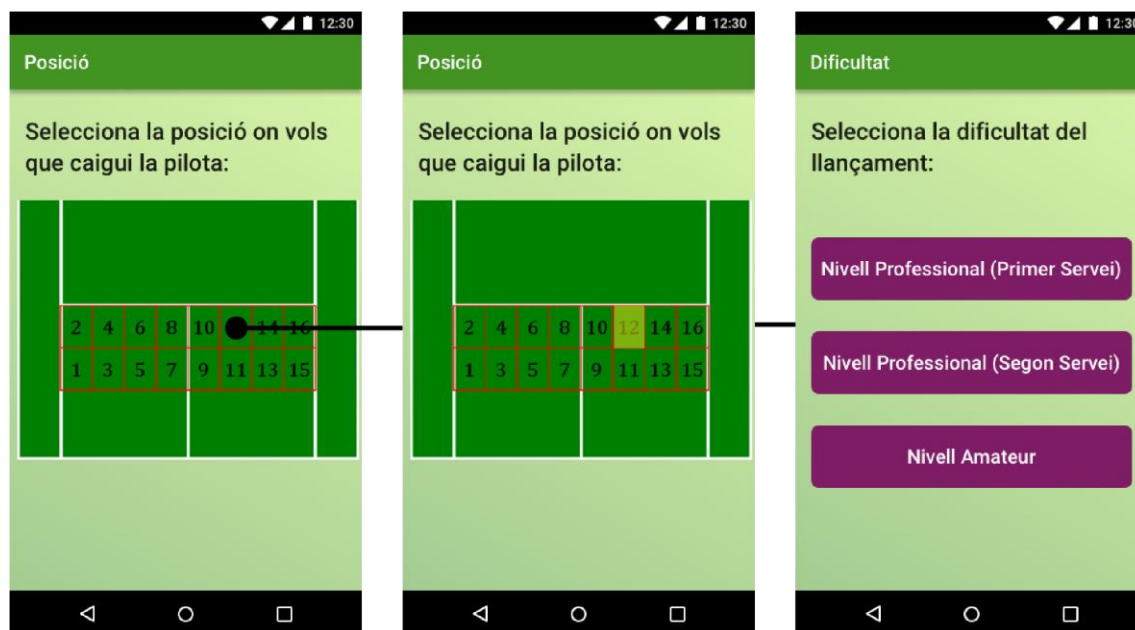 12:30
Posició
Selecciona la posició on vols
que caigui la pilota:
2 4 6 8 10 14 16
1 3 5 7 9 11 13 15
12:30
Posició
Selecciona la posició on vols
que caigui la pilota:
2 4 6 8 10 12 14 16
1 3 5 7 9 11 13 15
12:30
Dificultat
Selecciona la dificultat del
llançament:
Nivell Professional (Primer Servei)
Nivell Professional (Segon Servei)
Nivell Amateur